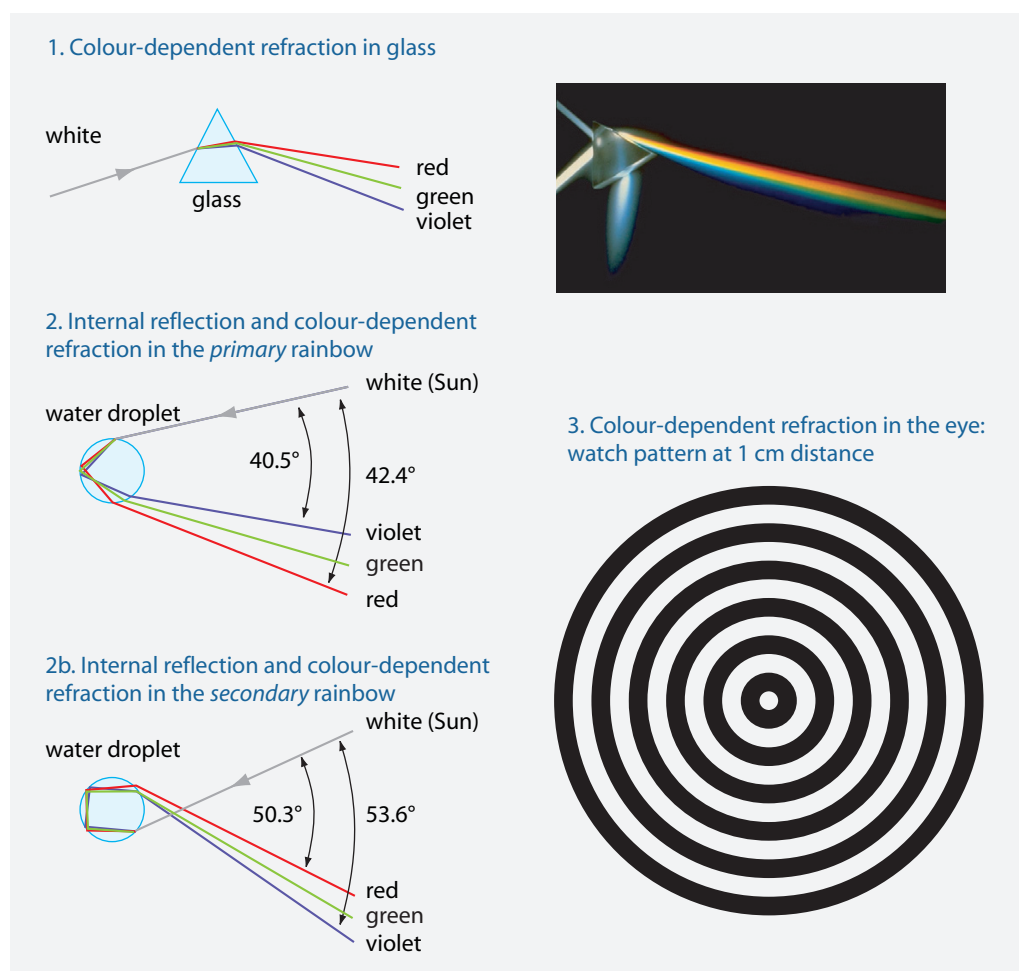 1. Colour-dependent refraction in glass
white
glass
red
green
violet
2. Internal reflection and colour-dependent
refraction in the primary rainbow
white (Sun)
water droplet
40.5°
42.4°
violet
green
red
3. Colour-dependent refraction in the eye:
watch pattern at 1 cm distance
2b. Internal reflection and colour-dependent
refraction in the secondary rainbow
white (Sun)
water droplet
50.3°
53.6°
red
green
violet